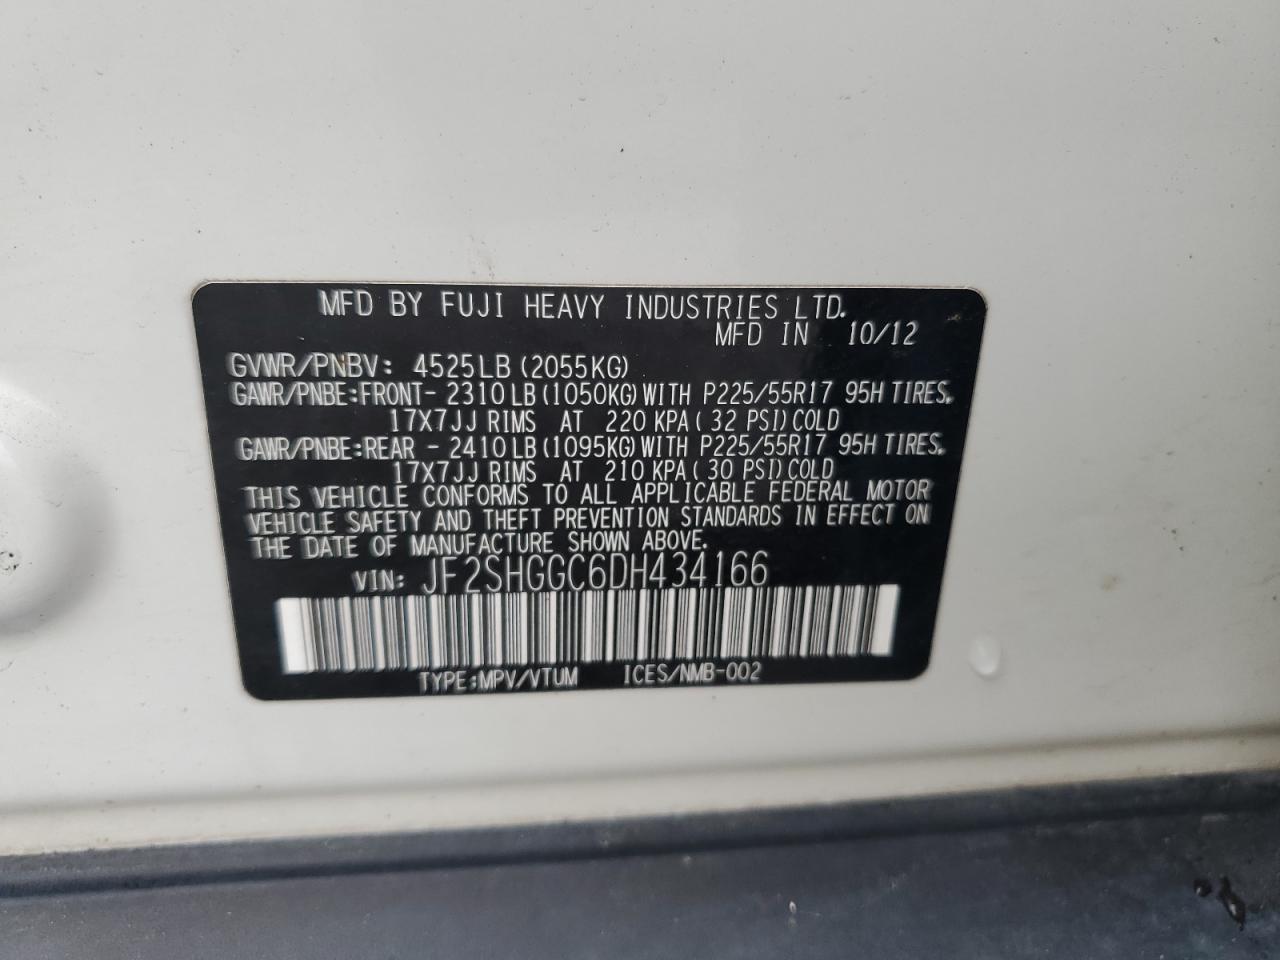 MFD BY FUJI HEAVY INDUSTRIES LTD.
MFD IN 10/12
GVWR/PNBV: 4525LB (2055KG)
GAWR/PNBE:FRONT- 2310 LB (1050KG) WITH P225/55R17 95H TIRES.
17X7JJ RIMS AT 220 KPA ( 32 PSI) COLD
GAWR/PNBE:REAR - 2410 LB (1095KG) WITH P225/55R17 95H TIRES.
17X7JJ RIMS AT 210 KPA ( 30 PSI) COLD
THIS VEHICLE CONFORMS TO ALL APPLICABLE FEDERAL MOTOR
VEHICLE SAFETY AND THEFT PREVENTION STANDARDS IN EFFECT ON
THE DATE OF MANUFACTURE SHOWN ABOVE.
VIN: JF2SHGGC6DH434166
TYPE:MPV/VTUM ICES/NMB-002